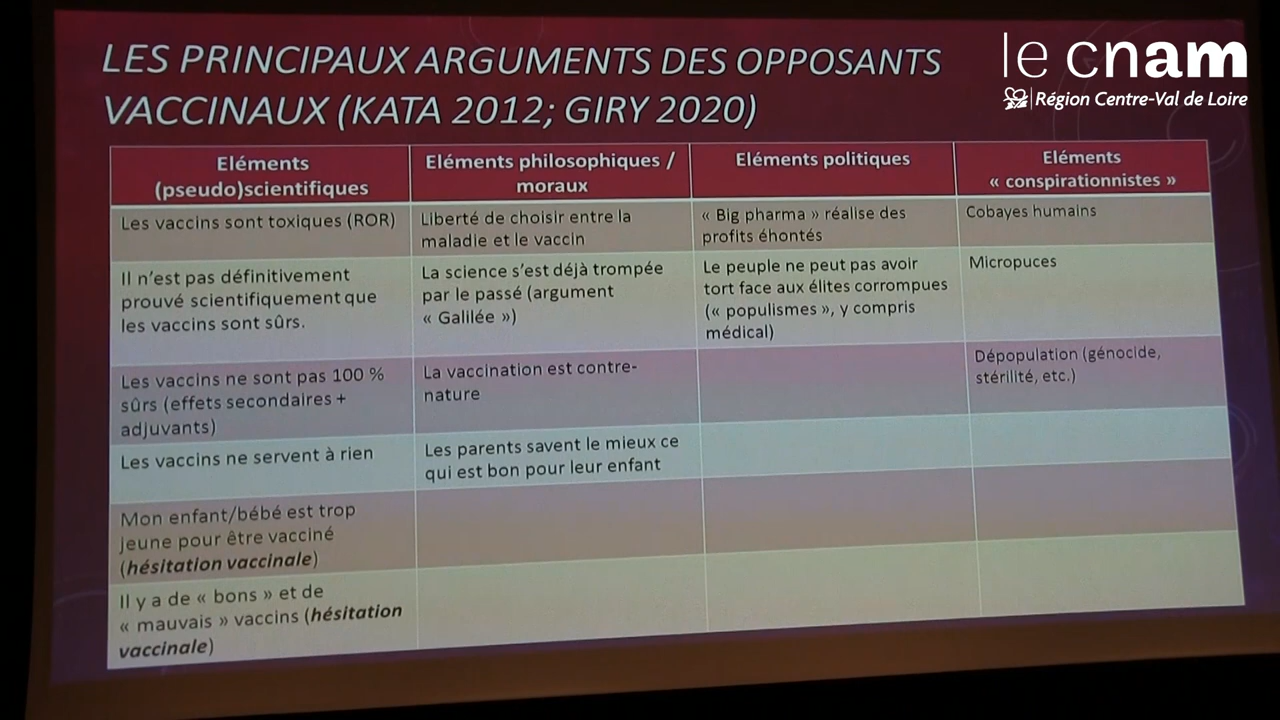 LES PRINCIPAUX ARGUMENTS DES OPPOSANTS
VACCINAUX (KATA 2012; GIRY 2020)
le cnam
Région Centre-Val de Loire
Eléments
(pseudo)scientifiques
Eléments philosophiques /
moraux
Eléments politiques
Eléments
« conspirationnistes »
Les vaccins sont toxiques (ROR)
Liberté de choisir entre la
maladie et le vaccin
« Big pharma » réalise des
profits éhontés
Cobayes humains
Il n'est pas définitivement
prouvé scientifiquement que
les vaccins sont sûrs.
La science s'est déjà trompée
par le passé (argument
« Galilée »)
Le peuple ne peut pas avoir
tort face aux élites corrompues
(« populismes », y compris
médical)
Micropuces
Les vaccins ne sont pas 100 %
sûrs (effets secondaires +
adjuvants)
La vaccination est contre-
nature
Dépopulation (génocide,
stérilité, etc.)
Les vaccins ne servent à rien
Les parents savent le mieux ce
qui est bon pour leur enfant
Mon enfant/bébé est trop
jeune pour être vacciné
(hésitation vaccinale)
Il y a de « bons » et de
« mauvais » vaccins (hésitation
vaccinale)